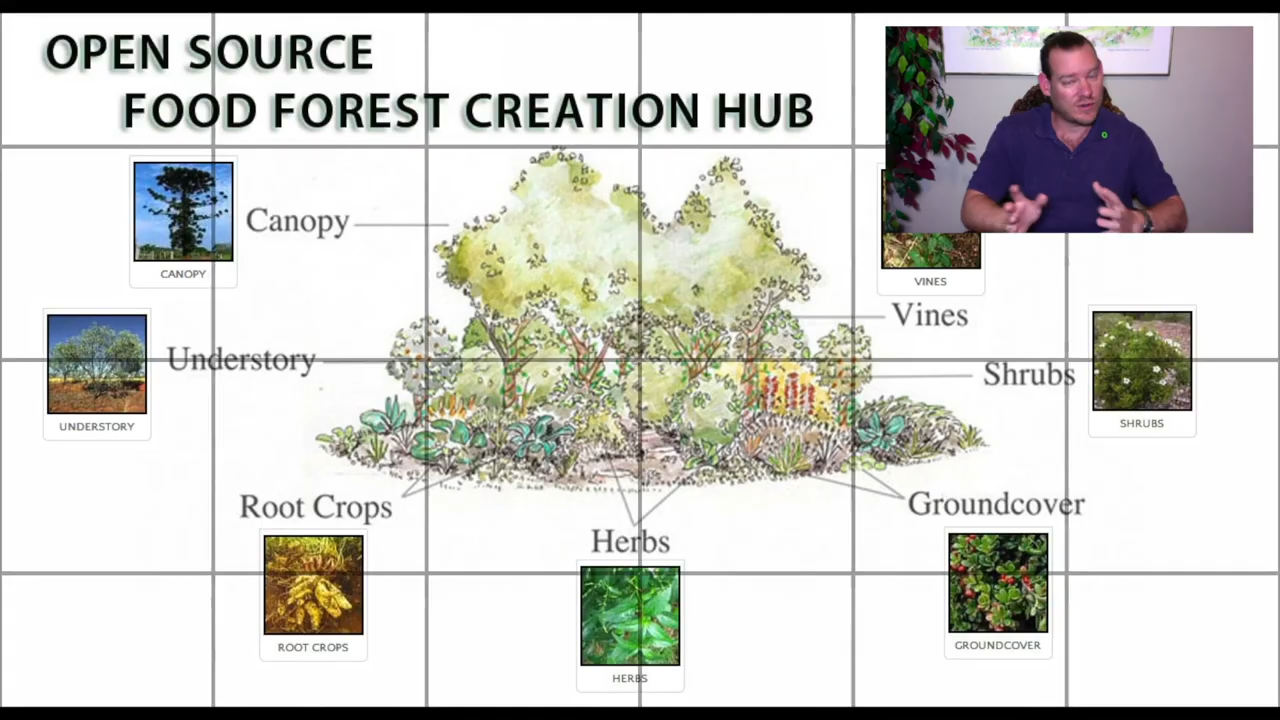 OPEN SOURCE
FOOD FOREST CREATION HUB
Canopy
CANOPY
VINES
Vines
Understory
Shrubs
UNDERSTORY
SHRUBS
Root Crops
Groundcover
Herbs
ROOT CROPS
GROUNDCOVER
HERBS